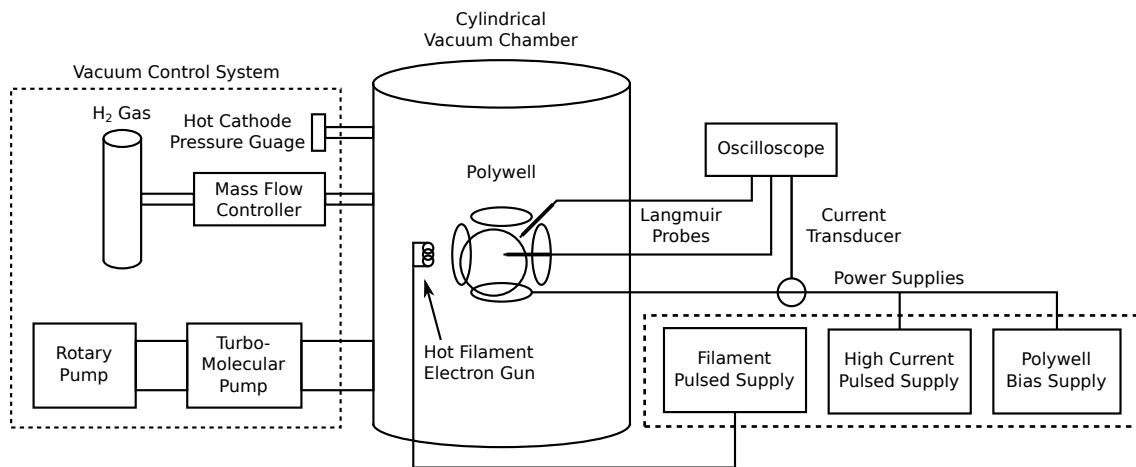 Cylindrical
Vacuum Chamber
Vacuum Control System
H₂ Gas
Hot Cathode
Pressure Guage
Mass Flow
Controller
Rotary
Pump
Turbo-
Molecular
Pump
Polywell
Hot Filament
Electron Gun
Oscilloscope
Langmuir
Probes
Current
Transducer
Power Supplies
Filament
Pulsed Supply
High Current
Pulsed Supply
Polywell
Bias Supply